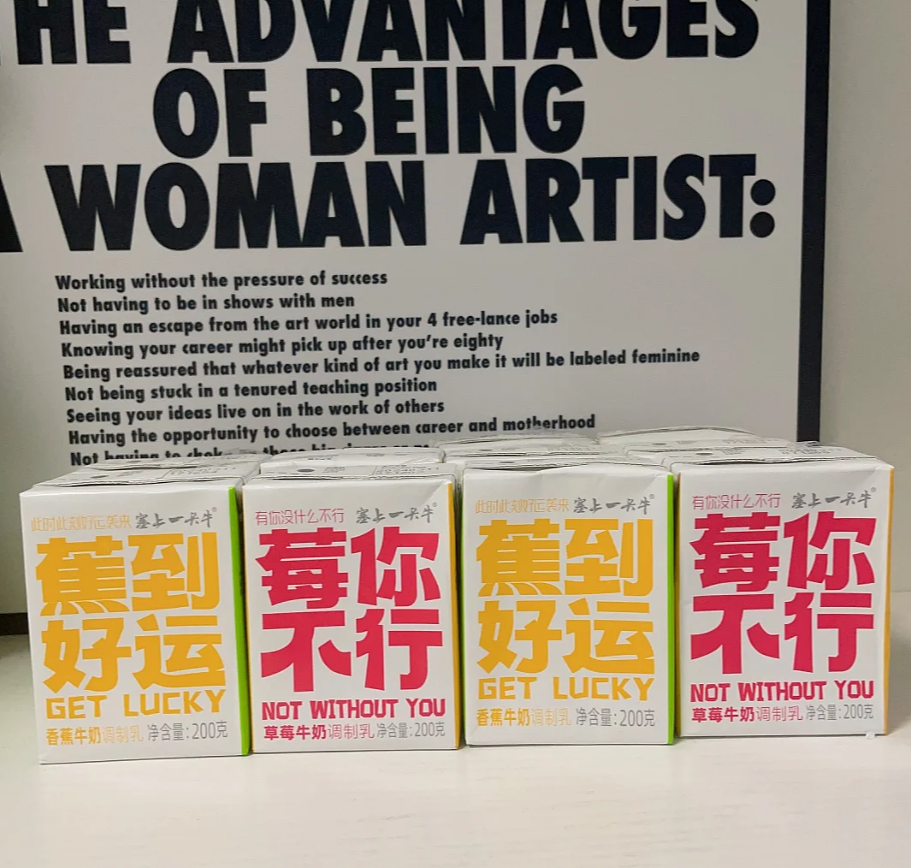 HE ADVANTAGES
OF BEING
A WOMAN ARTIST:
Working without the pressure of success
Not having to be in shows with men
Having an escape from the art world in your 4 free-lance jobs
Knowing your career might pick up after you're eighty
Being reassured that whatever kind of art you make it will be labeled feminine
Not being stuck in a tenured teaching position
Seeing your ideas live on in the work of others
Having the opportunity to choose between career and motherhood
Not having to choke
塞上一头牛®
蕉到
好运
GET LUCKY
香蕉牛奶调制乳 净含量:200克
有你没什么不行 塞上一头牛®
莓你
不行
NOT WITHOUT YOU
草莓牛奶调制乳 净含量:200克
塞上一头牛®
蕉到
好运
GET LUCKY
香蕉牛奶调制乳 净含量:200克
有你没什么不行 塞上一头牛®
莓你
不行
NOT WITHOUT YOU
草莓牛奶调制乳 净含量:200克